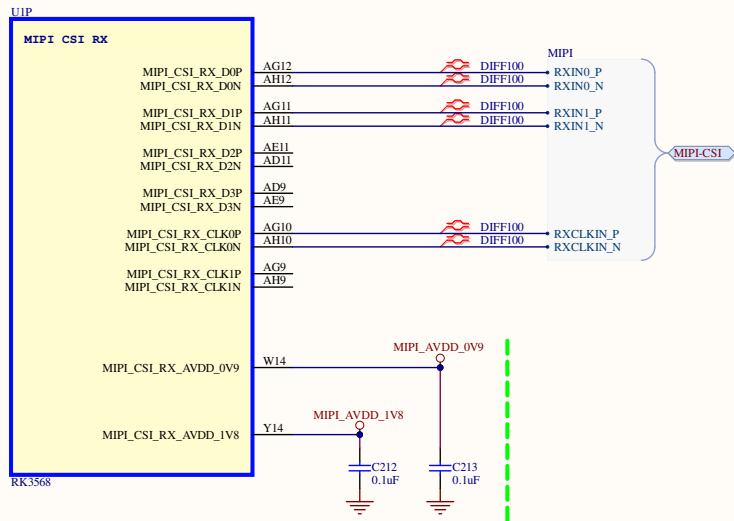 U1P
MIPI CSI RX
MIPI
MIPI_CSI_RX_D0P AG12 DIFF100 RXIN0_P
MIPI_CSI_RX_D0N AH12 DIFF100 RXIN0_N
MIPI_CSI_RX_D1P AG11 DIFF100 RXIN1_P
MIPI_CSI_RX_D1N AH11 DIFF100 RXIN1_N
MIPI_CSI_RX_D2P AE11
MIPI-CSI
MIPI_CSI_RX_D2N AD11
MIPI_CSI_RX_D3P AD9
MIPI_CSI_RX_D3N AE9
MIPI_CSI_RX_CLK0P AG10 DIFF100 RXCLKIN_P
MIPI_CSI_RX_CLK0N AH10 DIFF100 RXCLKIN_N
MIPI_CSI_RX_CLK1P AG9
MIPI_CSI_RX_CLK1N AH9
MIPI_AVDD_0V9
MIPI_CSI_RX_AVDD_0V9 W14
MIPI_AVDD_1V8
MIPI_CSI_RX_AVDD_1V8 Y14
C212 C213
0.1uF 0.1uF
RK3568